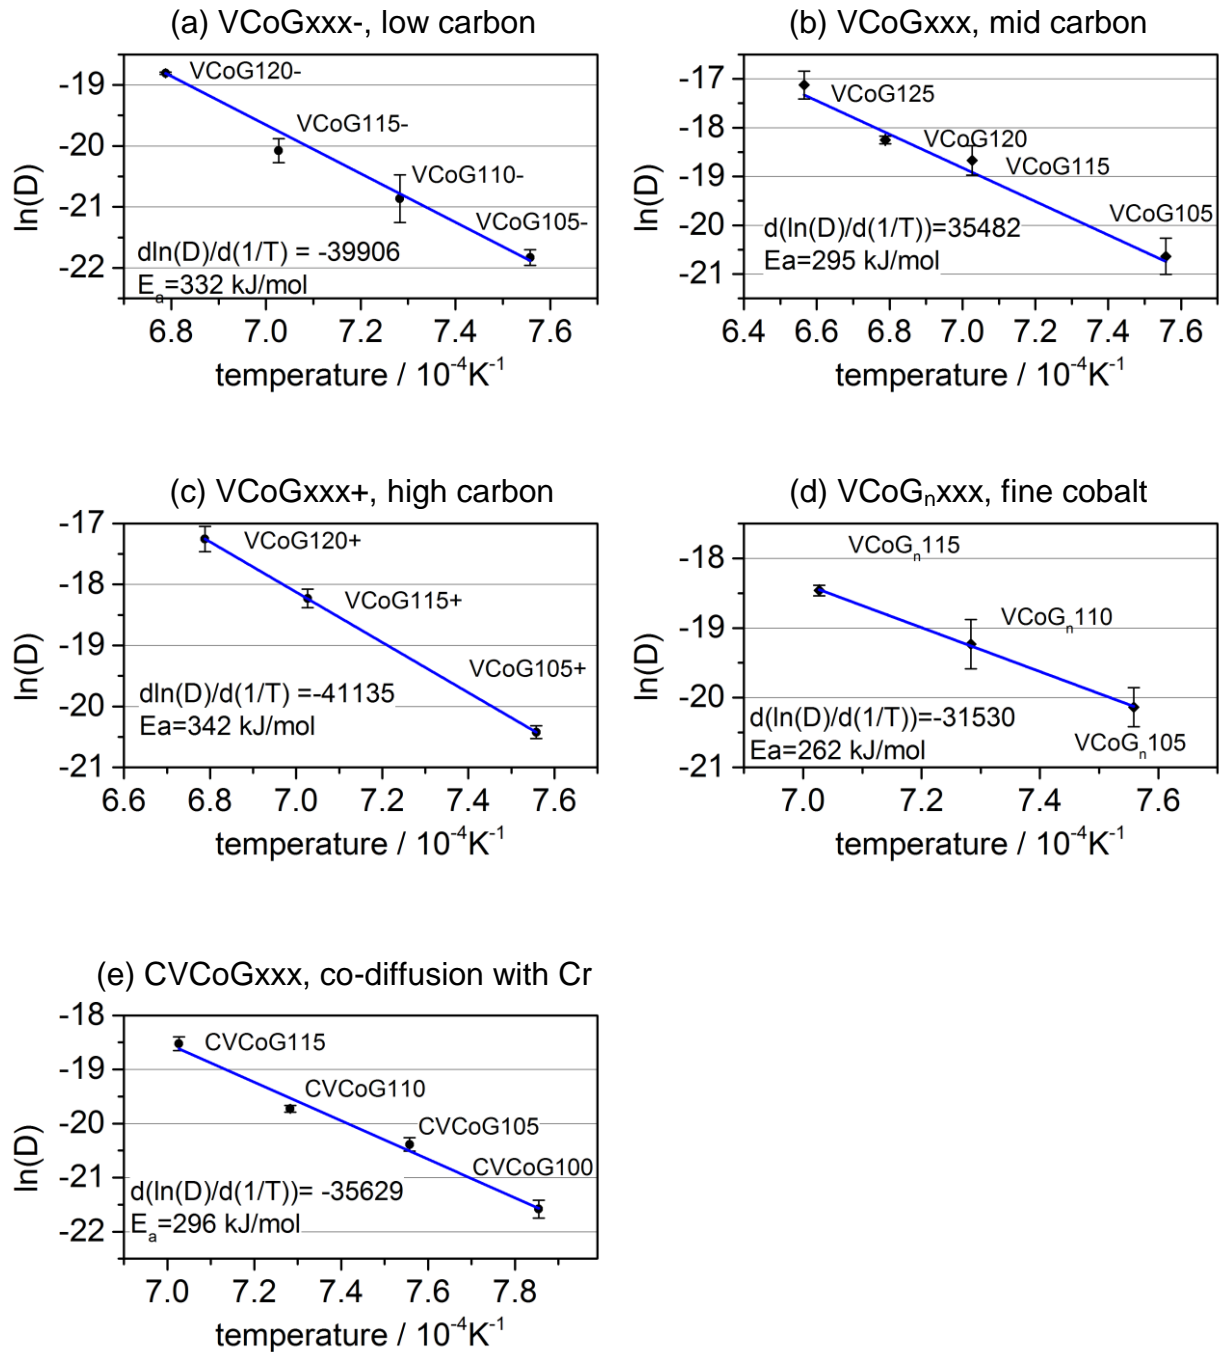 (a) VCoGxxx-, low carbon
-19
-20
-21
-22
ln(D)
VCoG120-
VCoG115-
VCoG110-
VCoG105-
dln(D)/d(1/T) = -39906
Ea=332 kJ/mol
6.8 7.0 7.2 7.4 7.6
temperature / 10⁻⁴K⁻¹
(b) VCoGxxx, mid carbon
-17
-18
-19
-20
-21
ln(D)
VCoG125
VCoG120
VCoG115
VCoG105
d(ln(D)/d(1/T))=35482
Ea=295 kJ/mol
6.4 6.6 6.8 7.0 7.2 7.4 7.6
temperature / 10⁻⁴K⁻¹
(c) VCoGxxx+, high carbon
-17
-18
-19
-20
-21
ln(D)
VCoG120+
VCoG115+
VCoG105+
dln(D)/d(1/T) =-41135
Ea=342 kJ/mol
6.6 6.8 7.0 7.2 7.4 7.6
temperature / 10⁻⁴K⁻¹
(d) VCoGₙxxx, fine cobalt
-18
-19
-20
-21
ln(D)
VCoGₙ115
VCoGₙ110
VCoGₙ105
d(ln(D)/d(1/T))=-31530
Ea=262 kJ/mol
7.0 7.2 7.4 7.6
temperature / 10⁻⁴K⁻¹
(e) CVCoGxxx, co-diffusion with Cr
-18
-19
-20
-21
-22
ln(D)
CVCoG115
CVCoG110
CVCoG105
CVCoG100
d(ln(D)/d(1/T))= -35629
Ea=296 kJ/mol
7.0 7.2 7.4 7.6 7.8
temperature / 10⁻⁴K⁻¹